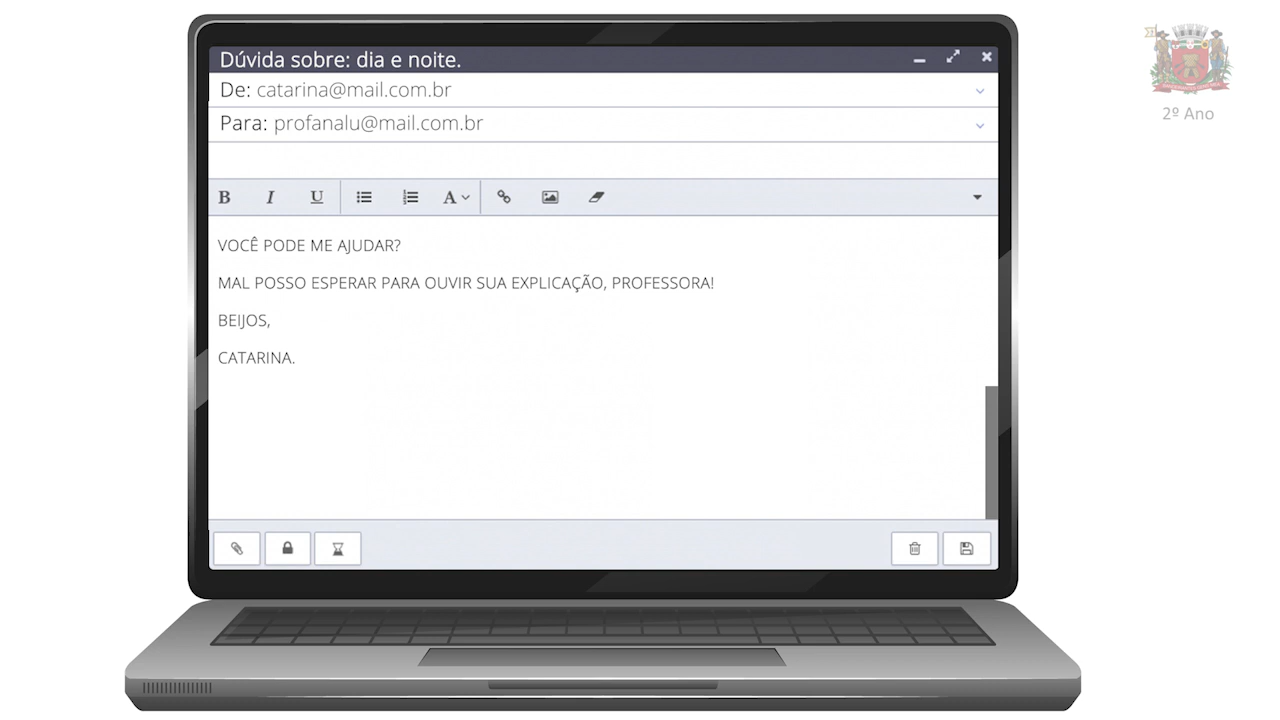 Dúvida sobre: dia e noite.
De: catarina@mail.com.br
Para: profanalu@mail.com.br
B I U A
VOCÊ PODE ME AJUDAR?
MAL POSSO ESPERAR PARA OUVIR SUA EXPLICAÇÃO, PROFESSORA!
BEIJOS,
CATARINA.
2º Ano